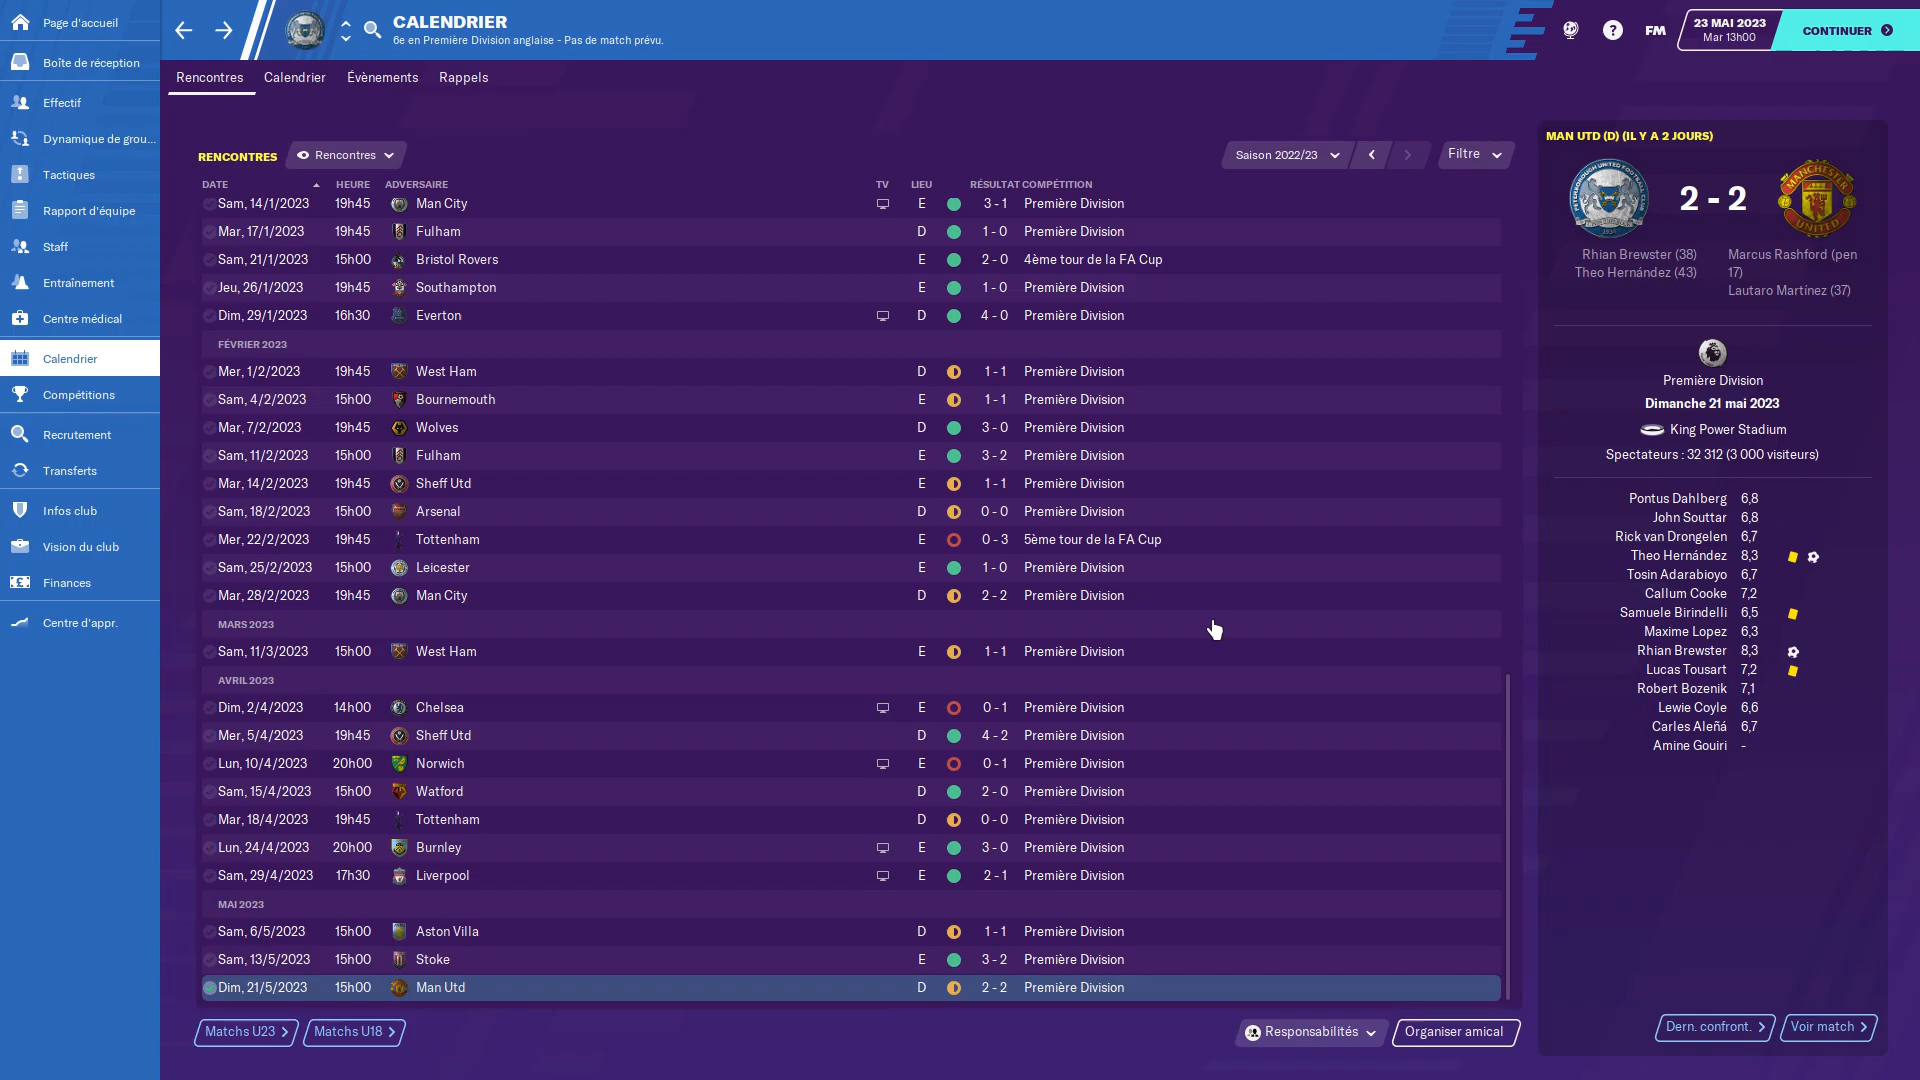 Page d'accueil
Boîte de réception
Effectif
Dynamique de grou...
Tactiques
Rapport d'équipe
Staff
Entraînement
Centre médical
Calendrier
Compétitions
Recrutement
Transferts
Infos club
Vision du club
Finances
Centre d'appr.
CALENDRIER
6e en Première Division anglaise - Pas de match prévu.
FM
23 MAI 2023
Mar 13h00
CONTINUER
Rencontres Calendrier Évènements Rappels
RENCONTRES Rencontres Saison 2022/23 Filtre
DATE HEURE ADVERSAIRE TV LIEU RÉSULTAT COMPÉTITION
Sam, 14/1/2023 19h45 Man City E 3 - 1 Première Division
Mar, 17/1/2023 19h45 Fulham D 1 - 0 Première Division
Sam, 21/1/2023 15h00 Bristol Rovers E 2 - 0 4ème tour de la FA Cup
Jeu, 26/1/2023 19h45 Southampton E 1 - 0 Première Division
Dim, 29/1/2023 16h30 Everton D 4 - 0 Première Division
FÉVRIER 2023
Mer, 1/2/2023 19h45 West Ham D 1 - 1 Première Division
Sam, 4/2/2023 15h00 Bournemouth E 1 - 1 Première Division
Mar, 7/2/2023 19h45 Wolves D 3 - 0 Première Division
Sam, 11/2/2023 15h00 Fulham E 3 - 2 Première Division
Mar, 14/2/2023 19h45 Sheff Utd E 1 - 1 Première Division
Sam, 18/2/2023 15h00 Arsenal D 0 - 0 Première Division
Mer, 22/2/2023 19h45 Tottenham E 0 - 3 5ème tour de la FA Cup
Sam, 25/2/2023 15h00 Leicester E 1 - 0 Première Division
Mar, 28/2/2023 19h45 Man City D 2 - 2 Première Division
MARS 2023
Sam, 11/3/2023 15h00 West Ham E 1 - 1 Première Division
AVRIL 2023
Dim, 2/4/2023 14h00 Chelsea E 0 - 1 Première Division
Mer, 5/4/2023 19h45 Sheff Utd D 4 - 2 Première Division
Lun, 10/4/2023 20h00 Norwich E 0 - 1 Première Division
Sam, 15/4/2023 15h00 Watford D 2 - 0 Première Division
Mar, 18/4/2023 19h45 Tottenham D 0 - 0 Première Division
Lun, 24/4/2023 20h00 Burnley E 3 - 0 Première Division
Sam, 29/4/2023 17h30 Liverpool E 2 - 1 Première Division
MAI 2023
Sam, 6/5/2023 15h00 Aston Villa D 1 - 1 Première Division
Sam, 13/5/2023 15h00 Stoke E 3 - 2 Première Division
Dim, 21/5/2023 15h00 Man Utd D 2 - 2 Première Division
Matchs U23 Matchs U18 Responsabilités Organiser amical
MAN UTD (D) (IL Y A 2 JOURS)
2 - 2
MANCHESTER
UNITED
Rhian Brewster (38)
Theo Hernández (43)
Marcus Rashford (pen
17)
Lautaro Martínez (37)
Première Division
Dimanche 21 mai 2023
King Power Stadium
Spectateurs : 32 312 (3 000 visiteurs)
Pontus Dahlberg 6,8
John Souttar 6,8
Rick van Drongelen 6,7
Theo Hernández 8,3
Tosin Adarabioyo 6,7
Callum Cooke 7,2
Samuele Birindelli 6,5
Maxime Lopez 6,3
Rhian Brewster 8,3
Lucas Tousart 7,2
Robert Bozenik 7,1
Lewie Coyle 6,6
Carles Aleñá 6,7
Amine Gouiri -
Dern. confront. Voir match